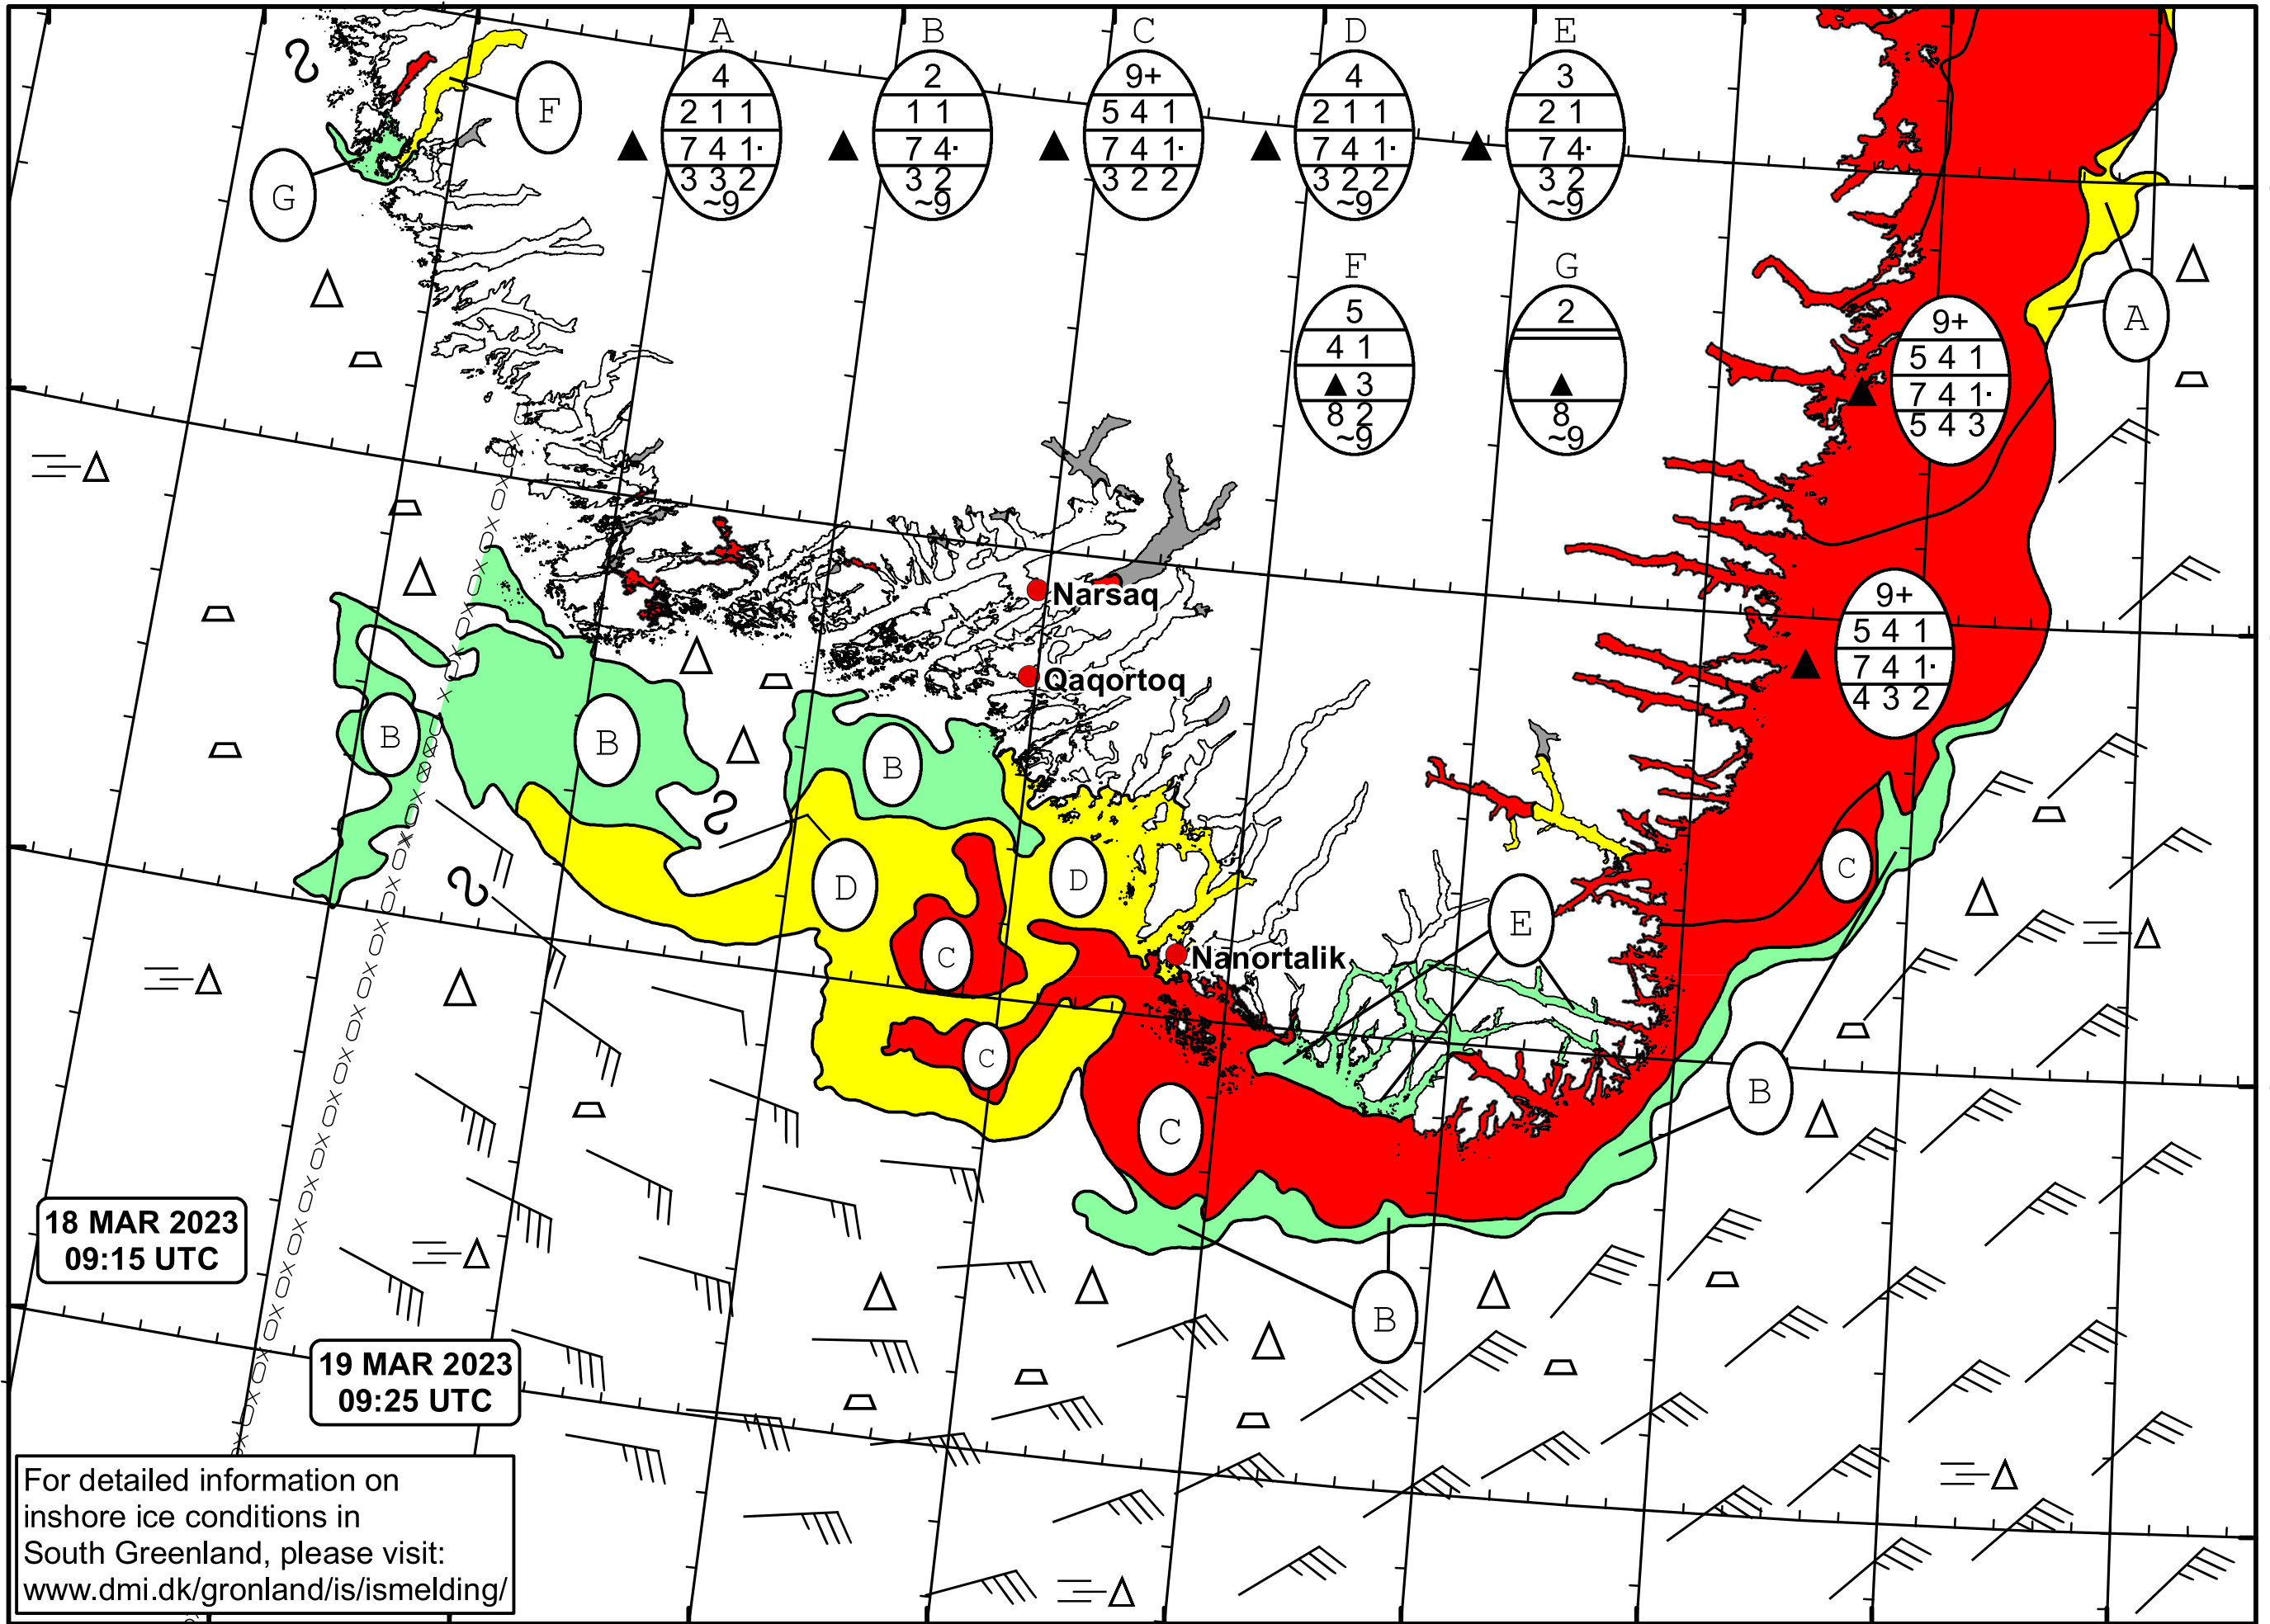 A B C D E
4 2 9+ 4 3
2 1 1 1 1 5 4 1 2 1 1 2 1
7 4 1· 7 4· 7 4 1· 7 4 1· 7 4·
3 3 2 3 2 3 2 2 3 2 2 3 2
~9 ~9 ~9 ~9
F
G
F G
5 2
4 1
▲ 3 ▲
8 2 8
~9 ~9
A
9+
5 4 1
7 4 1·
5 4 3
Narsaq
9+
5 4 1
7 4 1·
4 3 2
Qaqortoq
B B B
D D C
E
C Nanortalik
C
B
C
B
18 MAR 2023
09:15 UTC
19 MAR 2023
09:25 UTC
For detailed information on
inshore ice conditions in
South Greenland, please visit:
www.dmi.dk/gronland/is/ismelding/